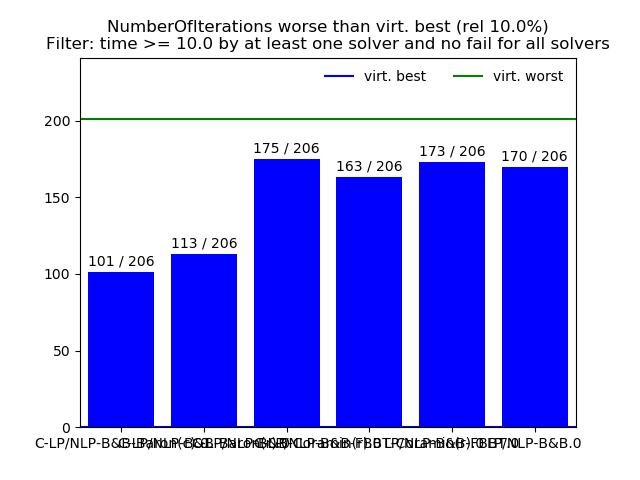 NumberOfIterations worse than virt. best (rel 10.0%)
Filter: time >= 10.0 by at least one solver and no fail for all solvers
virt. best
virt. worst
200
150
100
50
0
101 / 206
113 / 206
175 / 206
163 / 206
173 / 206
170 / 206
C-LP/NLP-B&B